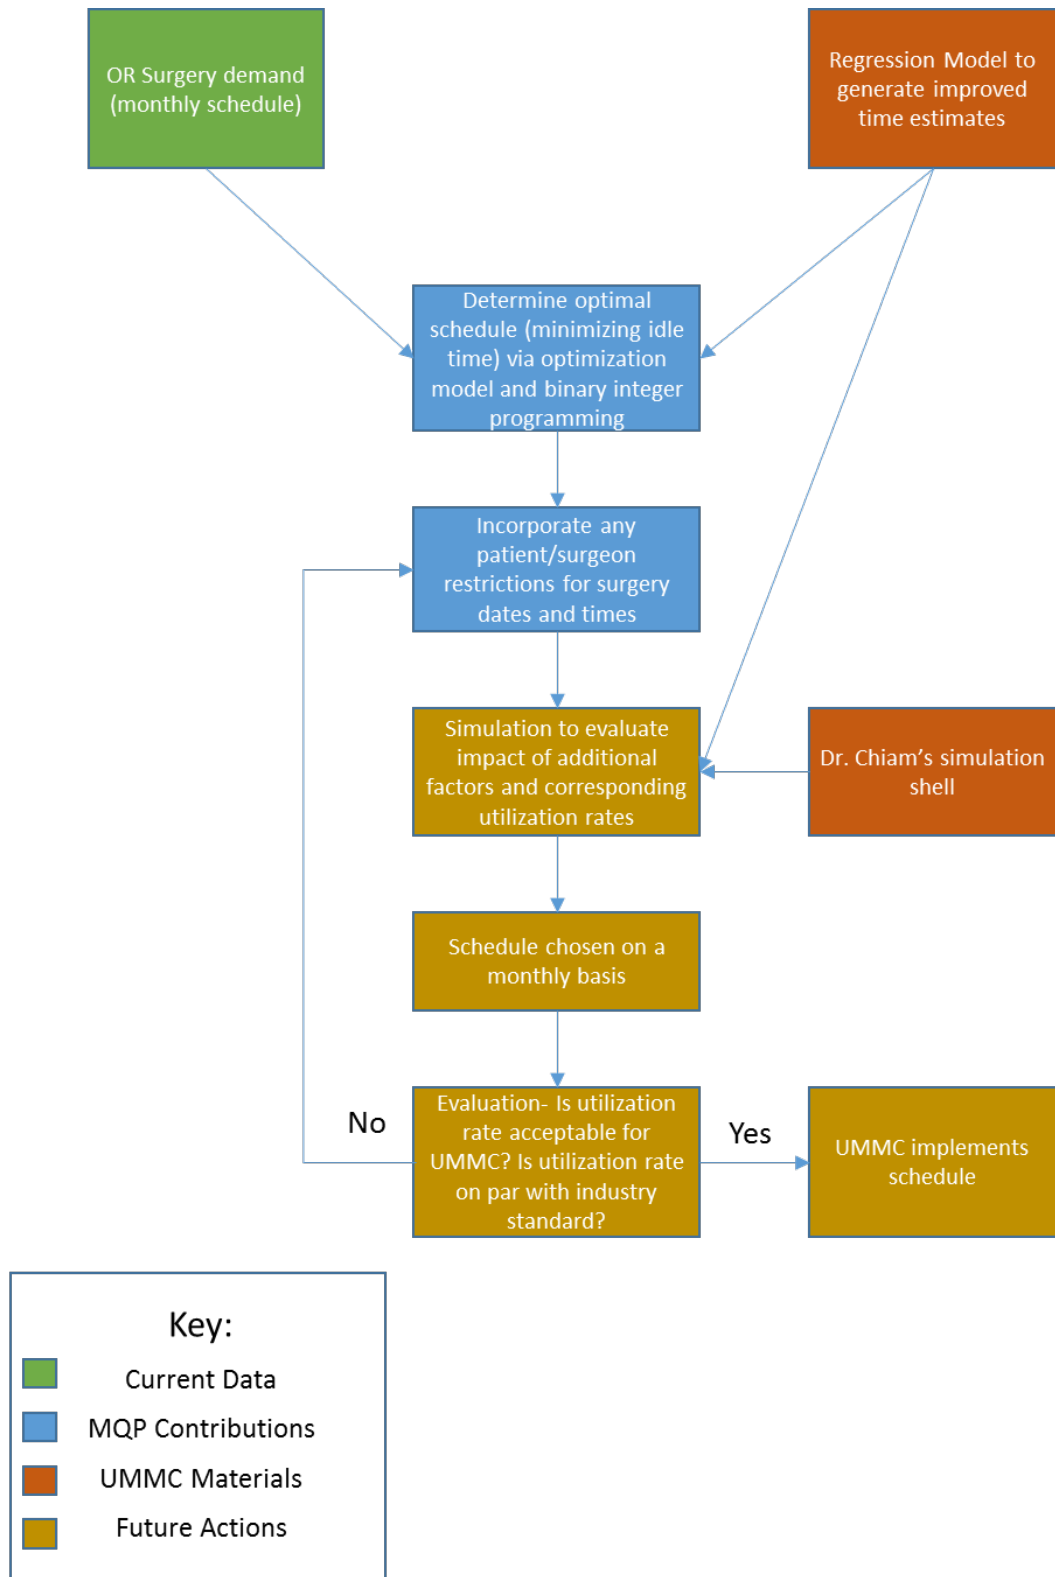 OR Surgery demand
(monthly schedule)
Regression Model to
generate improved
time estimates
Determine optimal
schedule (minimizing idle
time) via optimization
model and binary integer
programming
Incorporate any
patient/surgeon
restrictions for surgery
dates and times
Simulation to evaluate
impact of additional
factors and corresponding
utilization rates
Dr. Chiam’s simulation
shell
Schedule chosen on a
monthly basis
No
Evaluation- Is utilization
rate acceptable for
UMMC? Is utilization rate
on par with industry
standard?
Yes
UMMC implements
schedule
Key:
Current Data
MQP Contributions
UMMC Materials
Future Actions